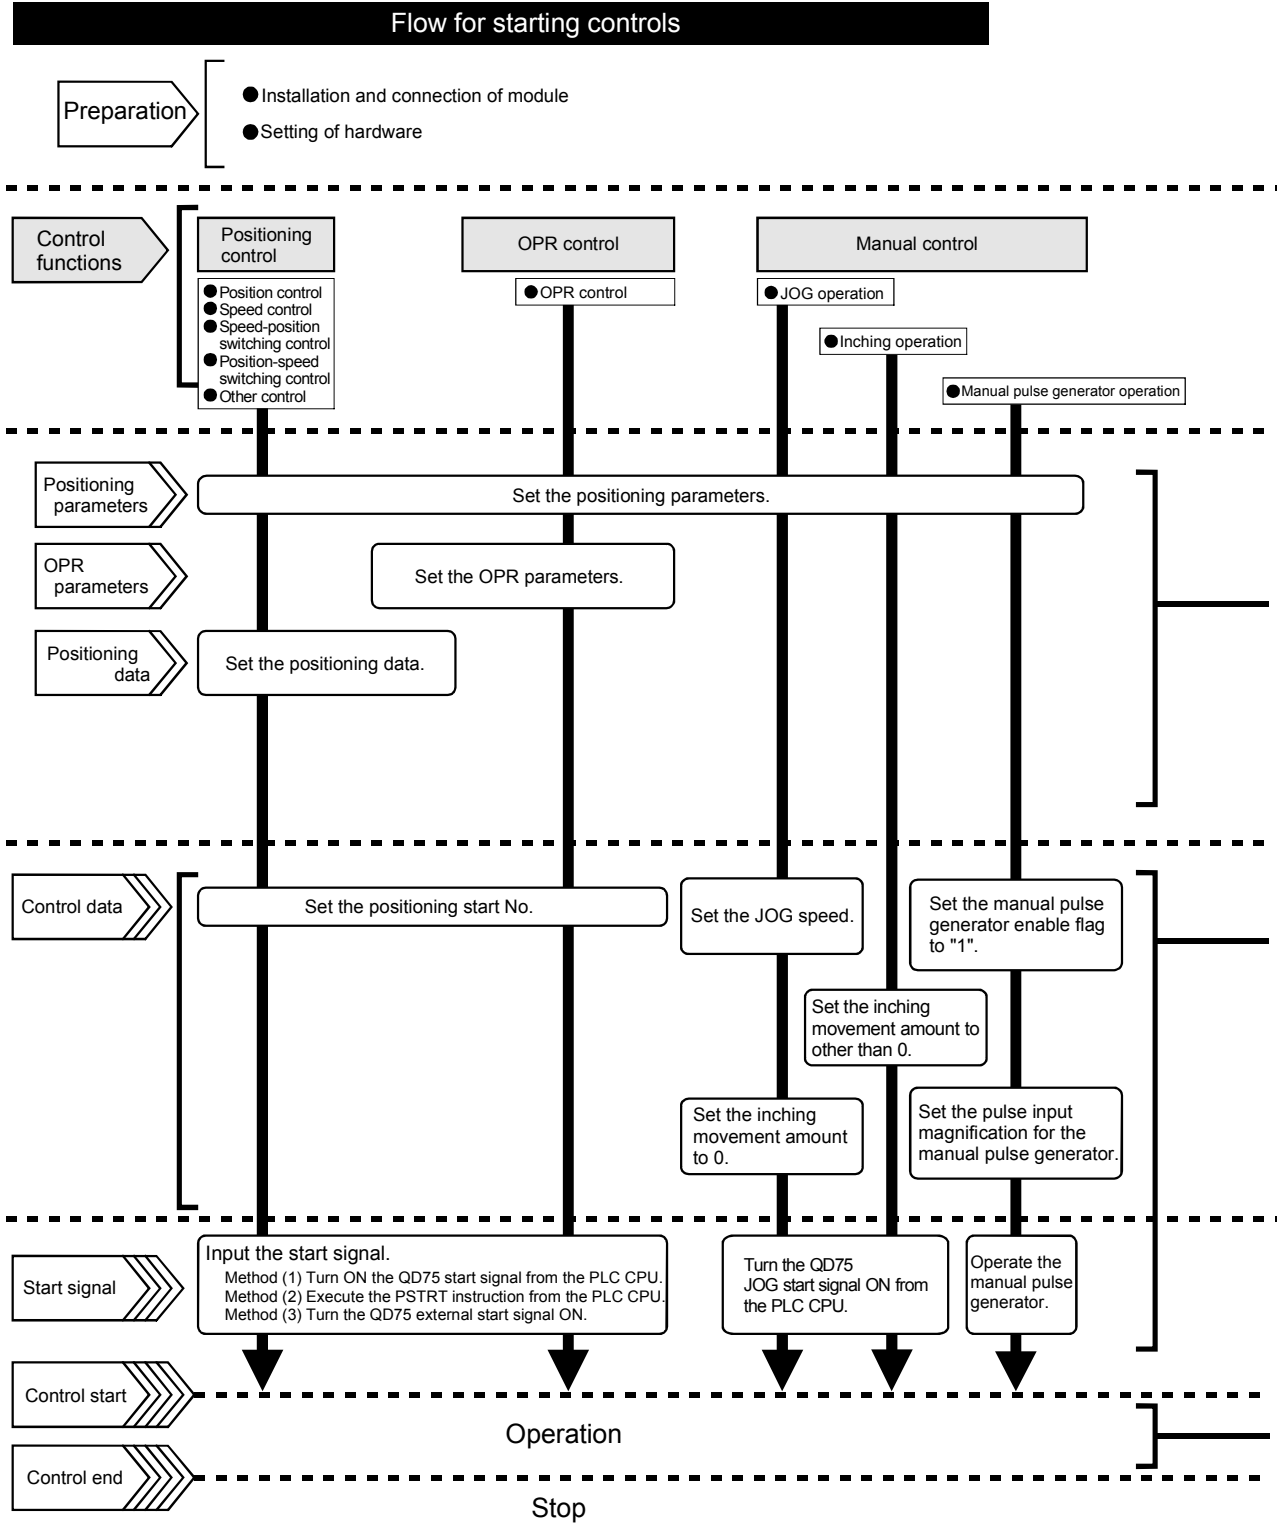 Flow for starting controls
Preparation
●Installation and connection of module
●Setting of hardware
Control
functions
Positioning
control
OPR control
Manual control
●Position control
●Speed control
●Speed-position
switching control
●Position-speed
switching control
●Other control
●OPR control
●JOG operation
●Inching operation
●Manual pulse generator operation
Positioning
parameters
Set the positioning parameters.
OPR
parameters
Set the OPR parameters.
Positioning
data
Set the positioning data.
Control data
Set the positioning start No.
Set the JOG speed.
Set the manual pulse
generator enable flag
to "1".
Set the inching
movement amount to
other than 0.
Set the inching
movement amount
to 0.
Set the pulse input
magnification for the
manual pulse generator.
Start signal
Input the start signal.
Method (1) Turn ON the QD75 start signal from the PLC CPU.
Method (2) Execute the PSTRT instruction from the PLC CPU.
Method (3) Turn the QD75 external start signal ON.
Turn the QD75
JOG start signal ON from
the PLC CPU.
Operate the
manual pulse
generator.
Control start
Operation
Control end
Stop